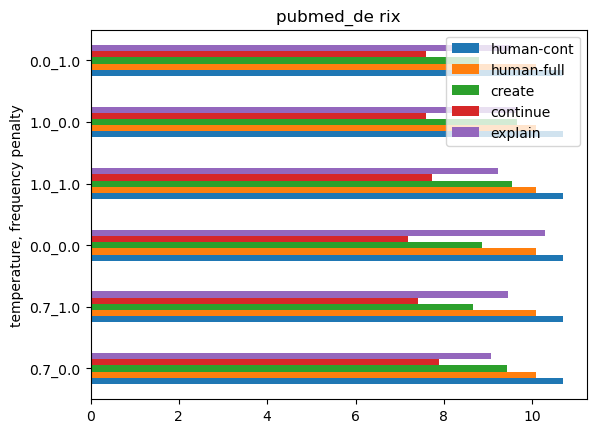 pubmed_de rix
temperature, frequency penalty
0.0_1.0
1.0_0.0
1.0_1.0
0.0_0.0
0.7_1.0
0.7_0.0
human-cont
human-full
create
continue
explain
0 2 4 6 8 10